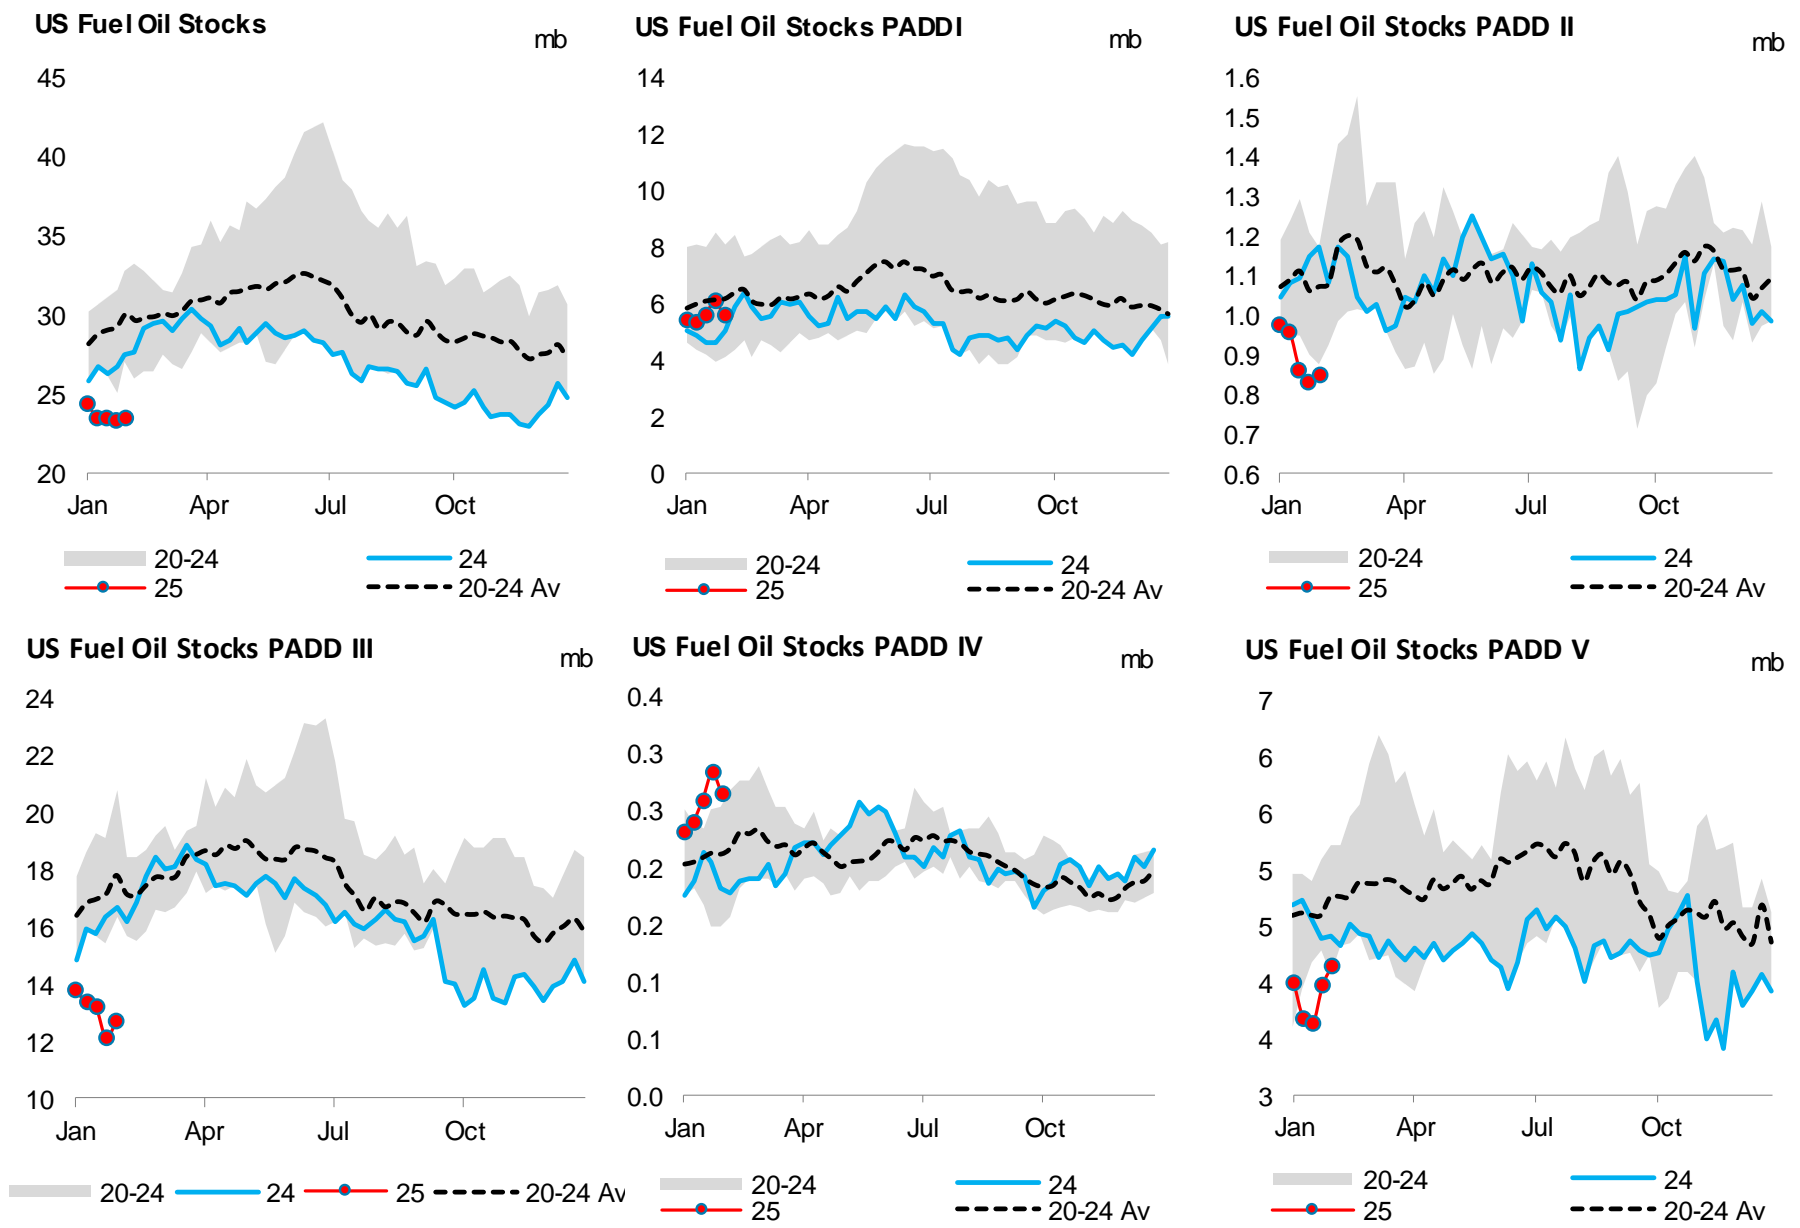 US Fuel Oil Stocks
mb
45
40
35
30
25
20
Jan Apr Jul Oct
20-24 24
25 20-24 Av
US Fuel Oil Stocks PADD I
mb
14
12
10
8
6
4
2
0
Jan Apr Jul Oct
20-24 24
25 20-24 Av
US Fuel Oil Stocks PADD II
mb
1.6
1.5
1.4
1.3
1.2
1.1
1.0
0.9
0.8
0.7
0.6
Jan Apr Jul Oct
20-24 24
25 20-24 Av
US Fuel Oil Stocks PADD III
mb
24
22
20
18
16
14
12
10
Jan Apr Jul Oct
20-24 24 25 20-24 Av
US Fuel Oil Stocks PADD IV
mb
0.4
0.3
0.3
0.2
0.2
0.1
0.1
0.0
Jan Apr Jul Oct
20-24 24
25 20-24 Av
US Fuel Oil Stocks PADD V
mb
7
6
6
5
5
4
4
3
Jan Apr Jul Oct
20-24 24
25 20-24 Av